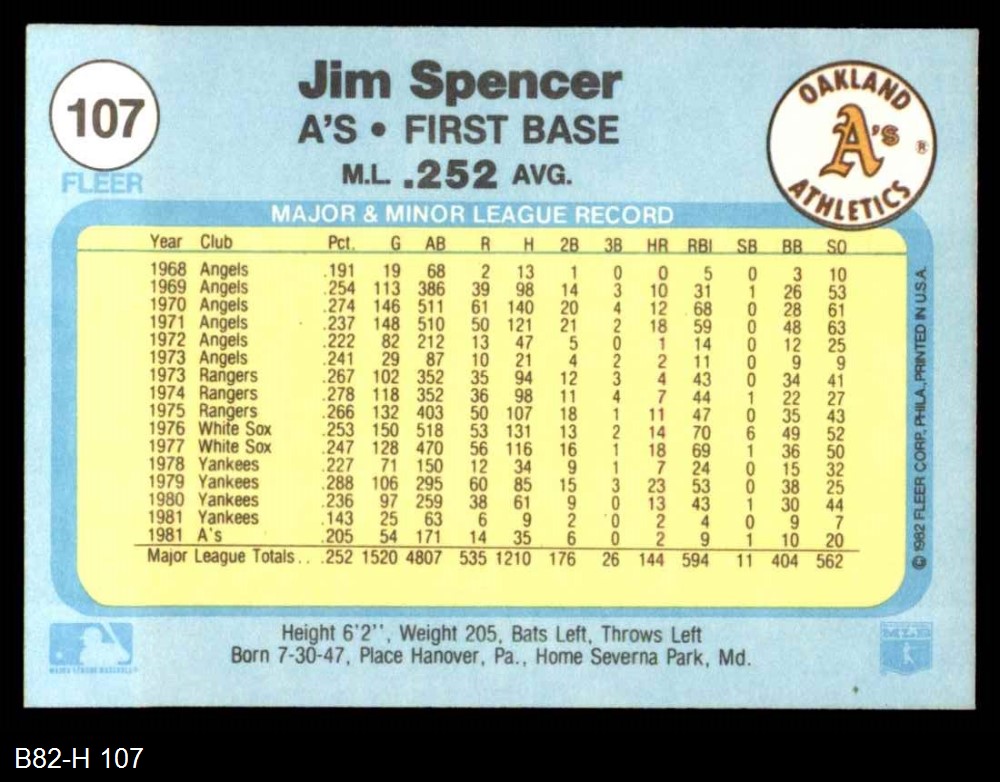 107
FLEER
Jim Spencer
A'S • FIRST BASE
M.L. .252 AVG.
OAKLAND
A's
®
ATHLETICS
MAJOR & MINOR LEAGUE RECORD
Year Club Pct. G AB R H 2B 3B HR RBI SB BB SO
1968 Angels .191 19 68 2 13 1 0 0 5 0 3 10
1969 Angels .254 113 386 39 98 14 3 10 31 1 26 53
1970 Angels .274 146 511 61 140 20 4 12 68 0 28 61
1971 Angels .237 148 510 50 121 21 2 18 59 0 48 63
1972 Angels .222 82 212 13 47 5 0 1 14 0 12 25
1973 Angels .241 29 87 10 21 4 2 2 11 0 9 9
1973 Rangers .267 102 352 35 94 12 3 4 43 0 34 41
1974 Rangers .278 118 352 36 98 11 4 7 44 1 22 27
1975 Rangers .266 132 403 50 107 18 1 11 47 0 35 43
1976 White Sox .253 150 518 53 131 13 2 14 70 6 49 52
1977 White Sox .247 128 470 56 116 16 1 18 69 1 36 50
1978 Yankees .227 71 150 12 34 9 1 7 24 0 15 32
1979 Yankees .288 106 295 60 85 15 3 23 53 0 38 25
1980 Yankees .236 97 259 38 61 9 0 13 43 1 30 44
1981 Yankees .143 25 63 6 9 2 0 2 4 0 9 7
1981 A's .205 54 171 14 35 6 0 2 9 1 10 20
Major League Totals . . . .252 1520 4807 535 1210 176 26 144 594 11 404 562
© 1982 FLEER CORP. PHILA., PRINTED IN U.S.A.
Height 6'2'', Weight 205, Bats Left, Throws Left
Born 7-30-47, Place Hanover, Pa., Home Severna Park, Md.
MAJOR LEAGUE BASEBALL
MLB
B82-H 107